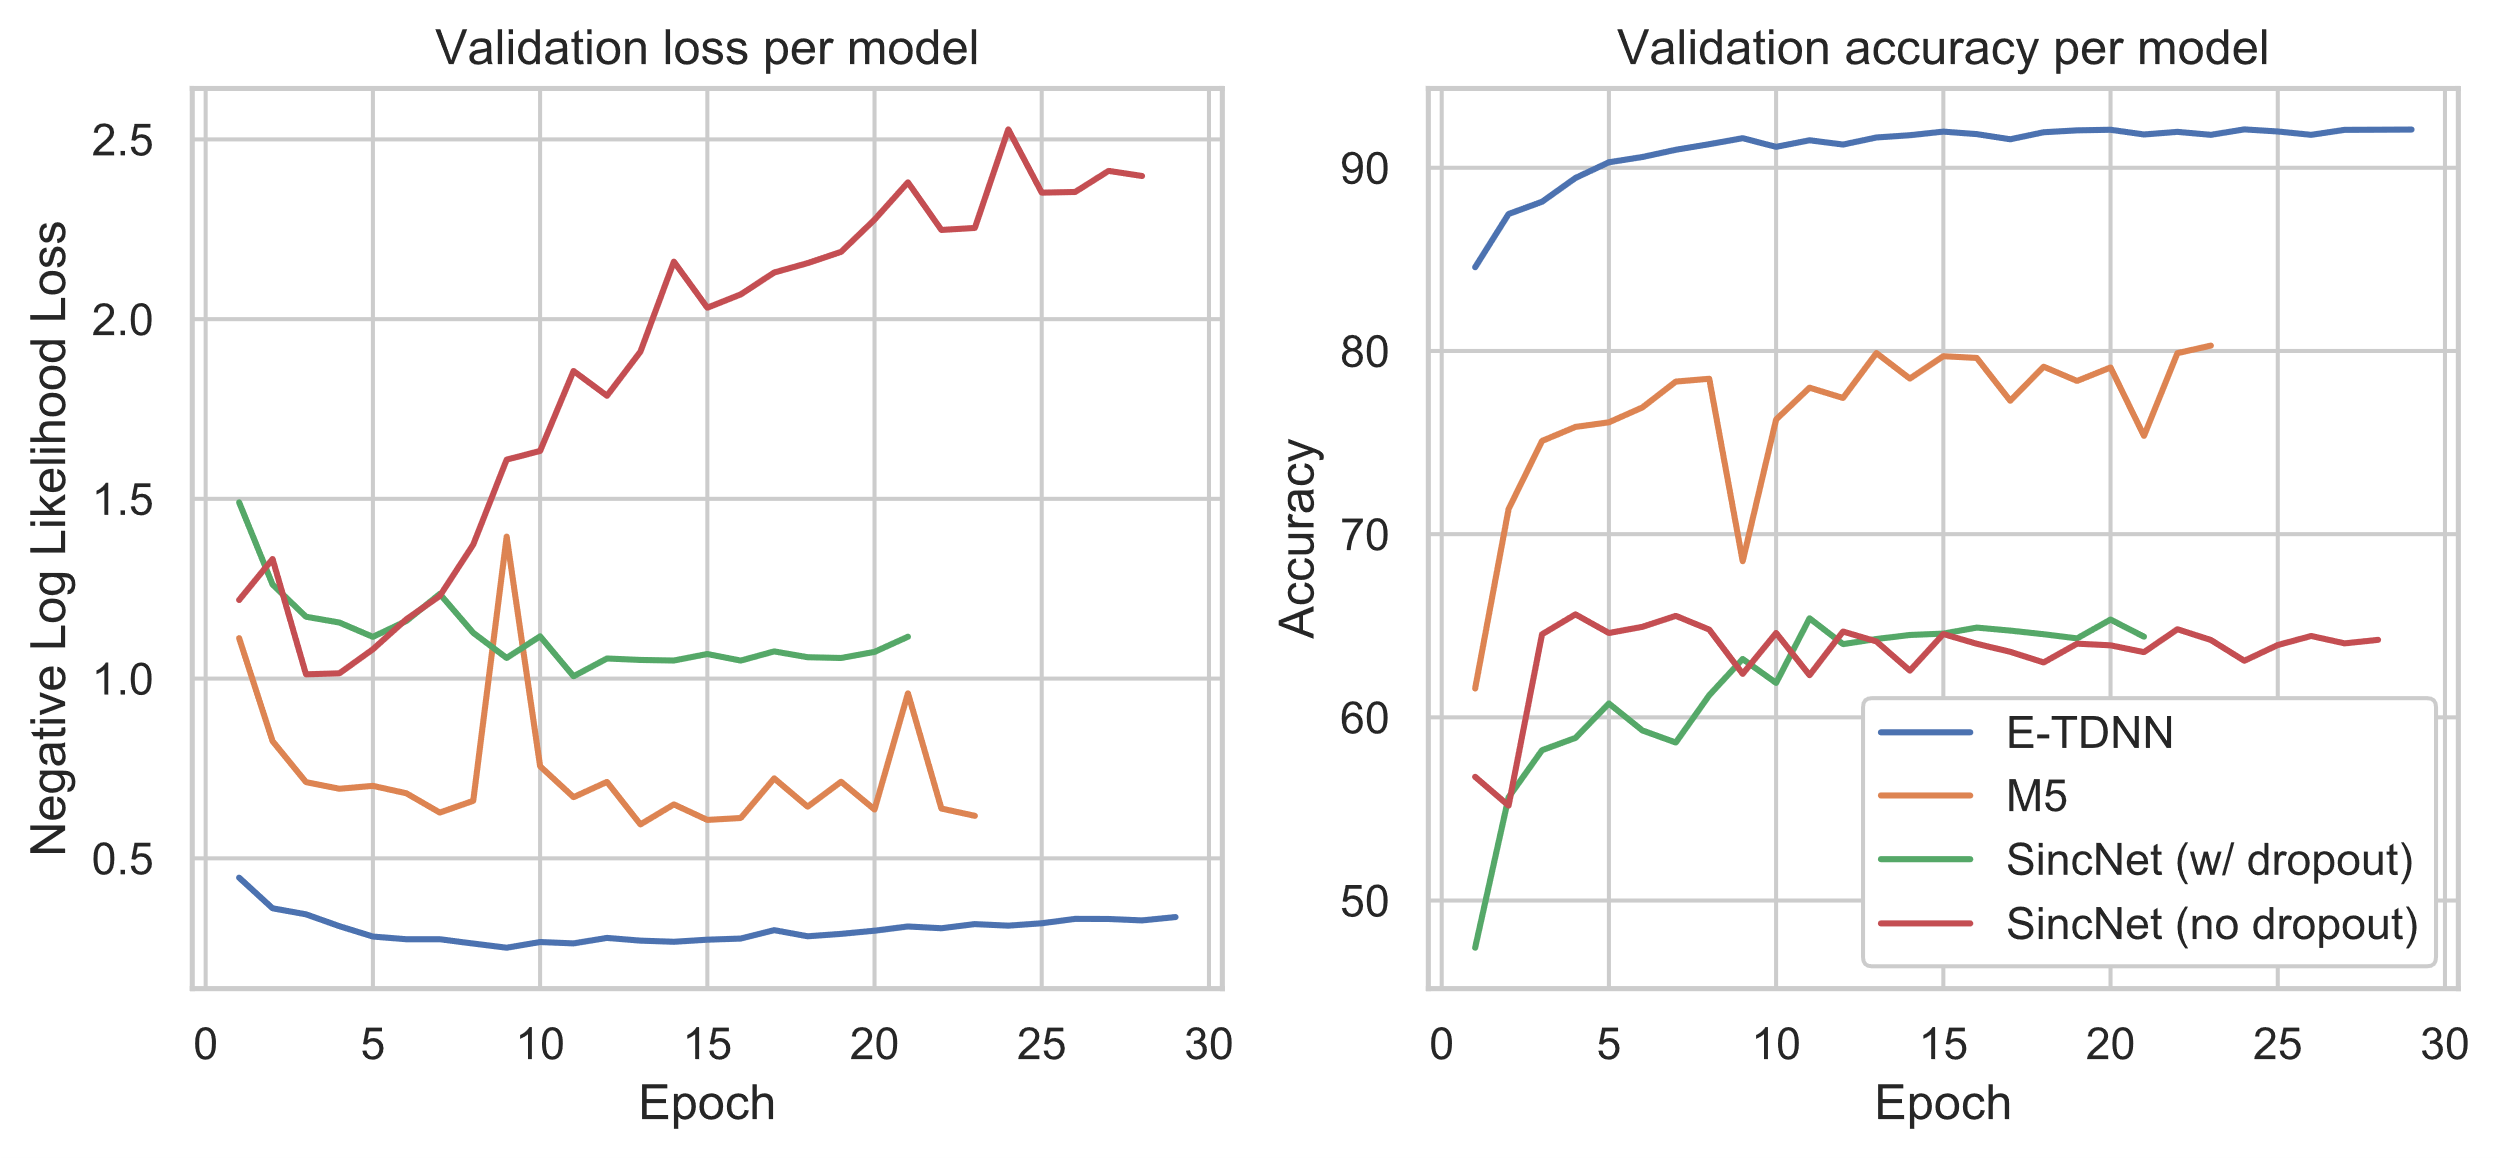 Validation loss per model
Negative Log Likelihood Loss
2.5
2.0
1.5
1.0
0.5
0 5 10 15 20 25 30
Epoch
Validation accuracy per model
Accuracy
90
80
70
60
50
E-TDNN
M5
SincNet (w/ dropout)
SincNet (no dropout)
0 5 10 15 20 25 30
Epoch